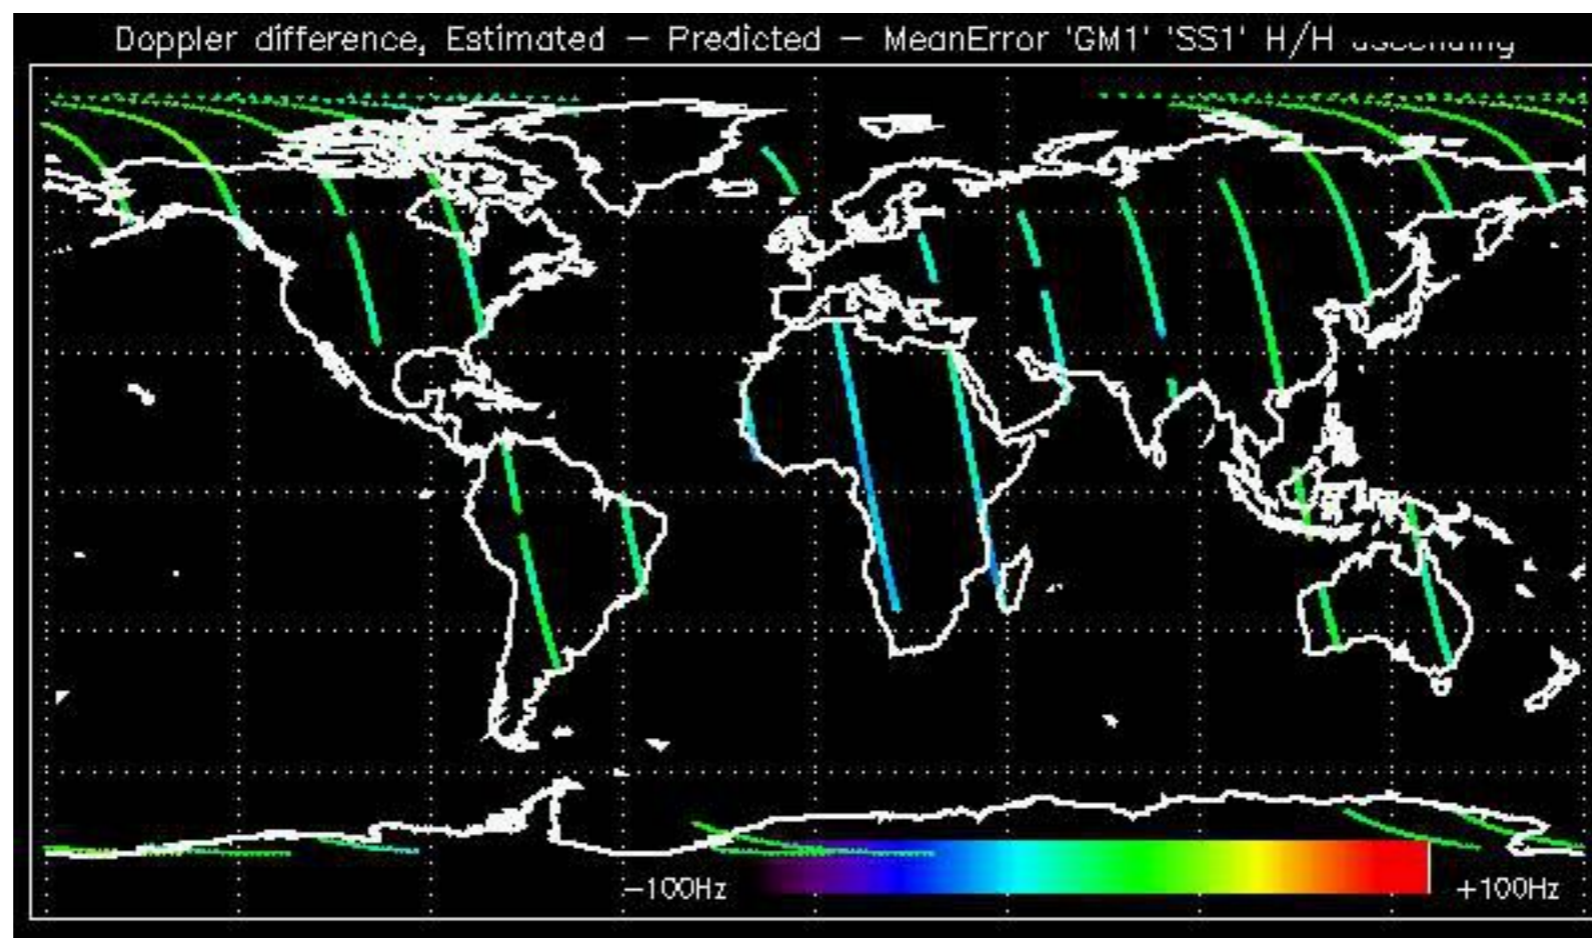 Doppler difference, Estimated — Predicted — MeanError 'GM1' 'SS1' H/H
-100Hz
+100Hz